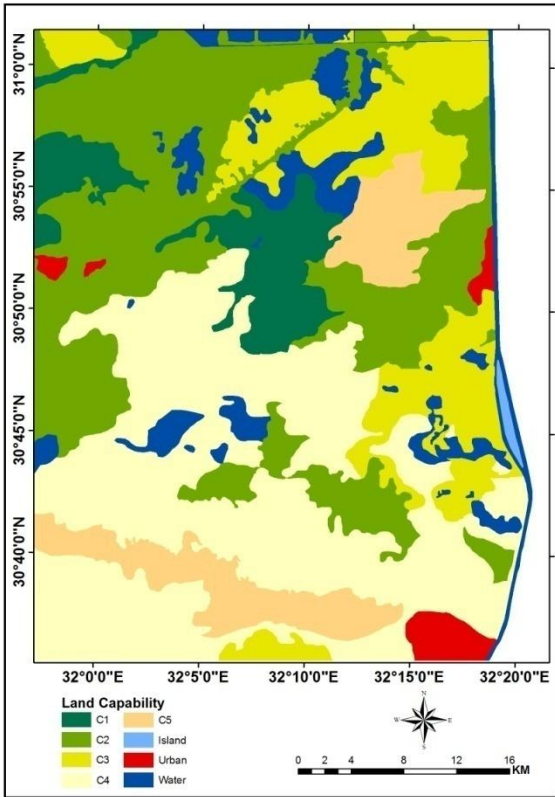 31°0'0"N
30°55'0"N
30°50'0"N
30°45'0"N
30°40'0"N
32°0'0"E 32°5'0"E 32°10'0"E 32°15'0"E 32°20'0"E
Land Capability
C1 C5
C2 Island
C3 Urban
C4 Water
N
W E
S
0 2 4 8 12 16
KM